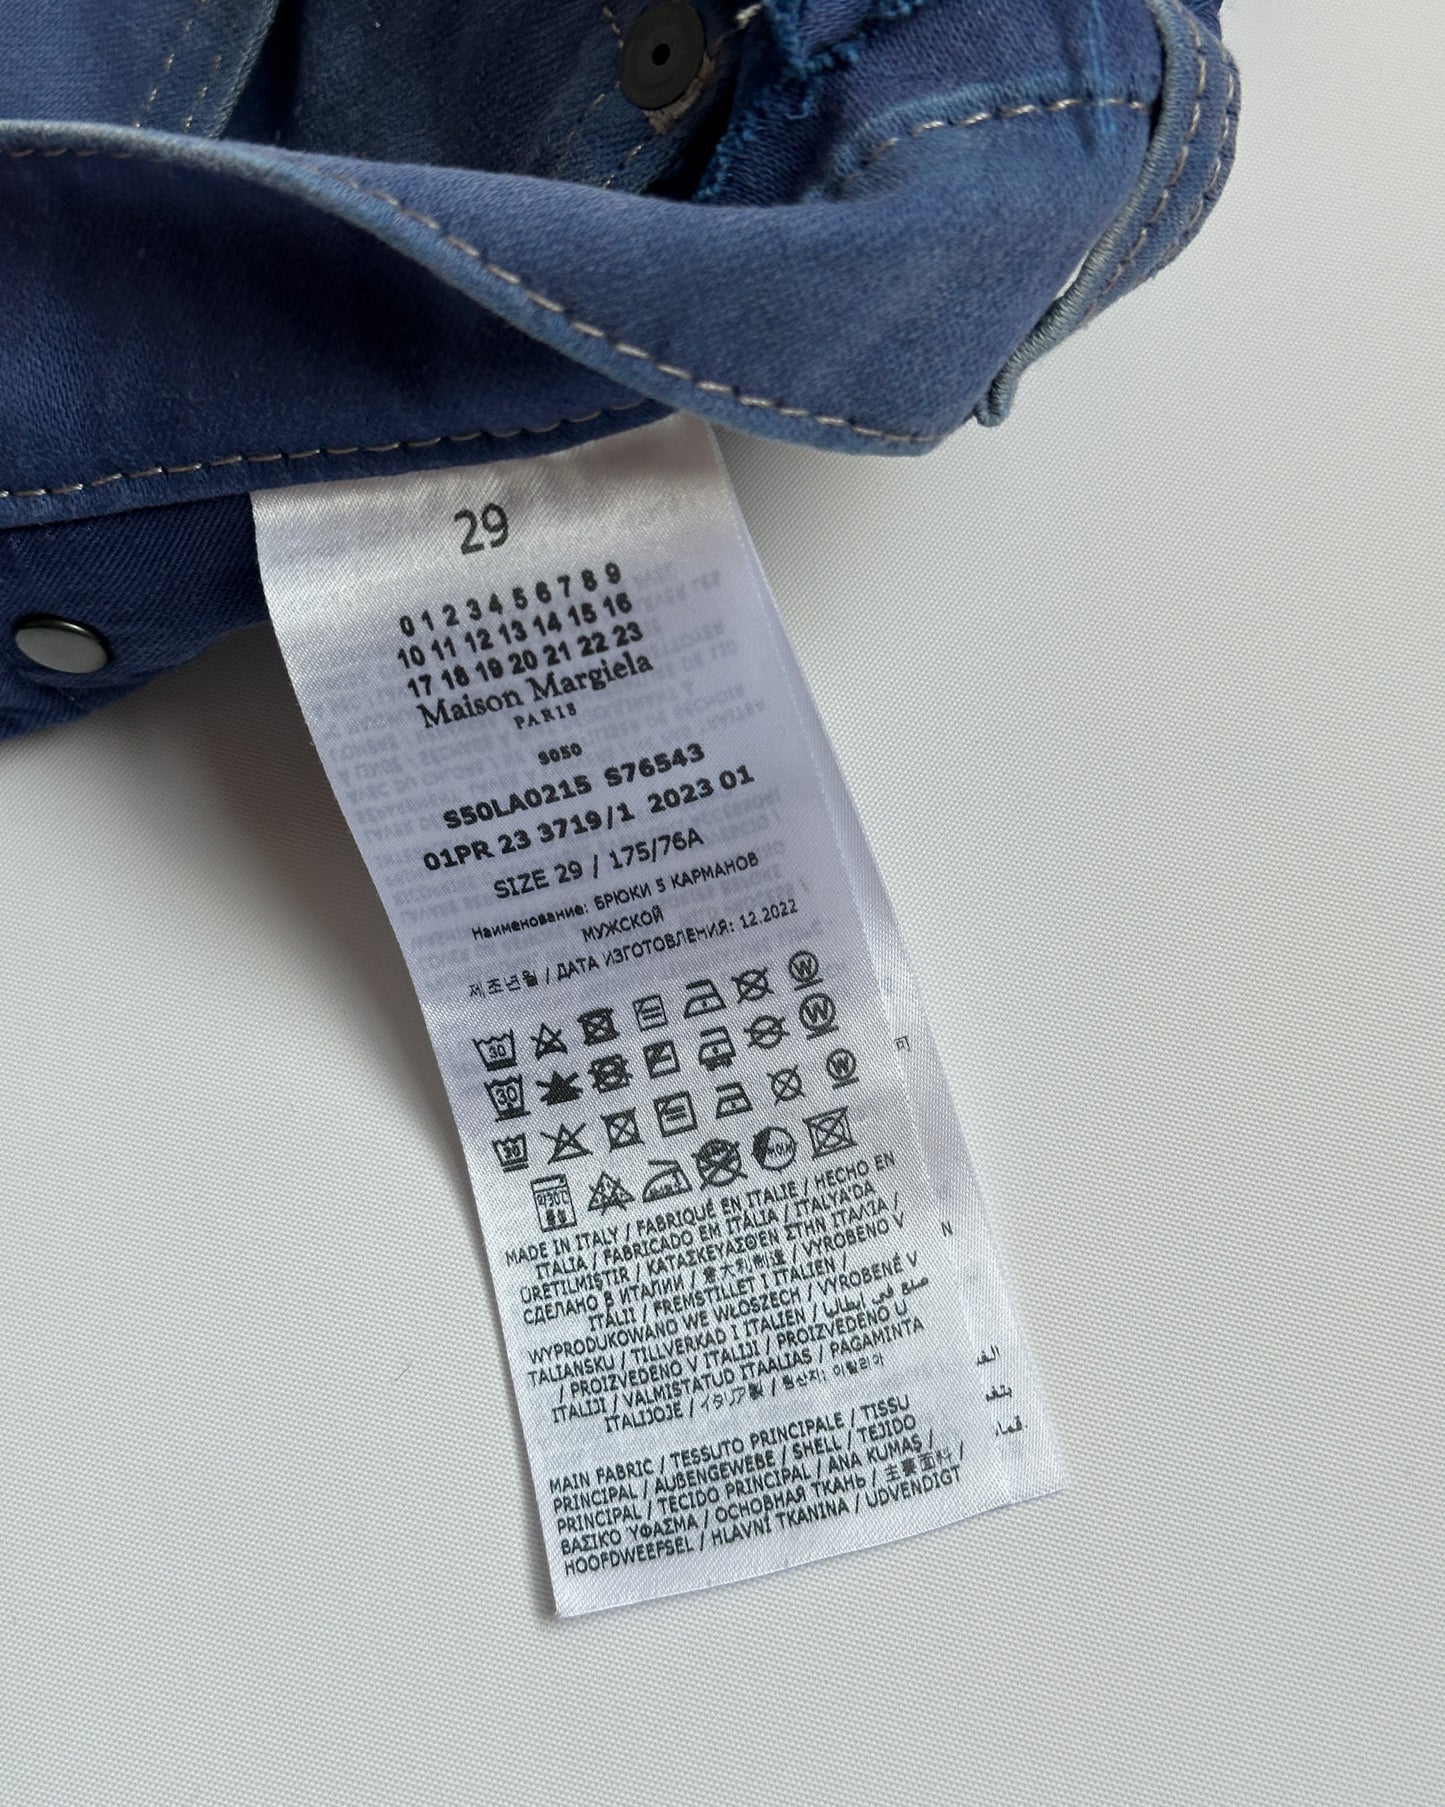 29
0 1 2 3 4 5 6 7 8 9
10 11 12 13 14 15 16
17 18 19 20 21 22 23
Maison Margiela
PARIS
S050
S50LA0215 S76543
01PR 23 3719/1 2023 01
SIZE 29 / 175/76A
Наименование: БРЮКИ 5 КАРМАНОВ
МУЖСКОЙ
제조년월 / ДАТА ИЗГОТОВЛЕНИЯ: 12.2022
30 W
30 W
30 W
MADE IN ITALY / FABRIQUÉ EN ITALIE / HECHO EN
ITALIA / FABRICADO EM ITÁLIA / ITALYA'DA
ÜRETILMIŞTIR / ΚΑΤΑΣΚΕΥΑΣΘΕΝ ΣΤΗΝ ΙΤΑΛΙΑ /
СДЕЛАНО В ИТАЛИИ / 意大利制造 / VYROBENO V
ITÁLII / FREMSTILLET I ITALIEN /
WYPRODUKOWANO WE WŁOSZECH / VYROBENÉ V
TALIANSKU / TILLVERKAD I ITALIEN / صنع في ايطاليا
/ PROIZVEDENO V ITALIJI / PROIZVEDENO U
ITALIJI / VALMISTATUD ITAALIAS / PAGAMINTA
ITALIJOJE / イタリア製 / 원산지: 이탈리아
MAIN FABRIC / TESSUTO PRINCIPALE / TISSU
PRINCIPAL / AUßENGEWEBE / SHELL / TEJIDO
PRINCIPAL / TECIDO PRINCIPAL / ANA KUMAŞ /
ΒΑΣΙΚΟ ΥΦΑΣΜΑ / ОСНОВНАЯ ТКАНЬ / 主要面料 /
HOOFDWEEFSEL / HLAVNÍ TKANINA / UDVENDIGT